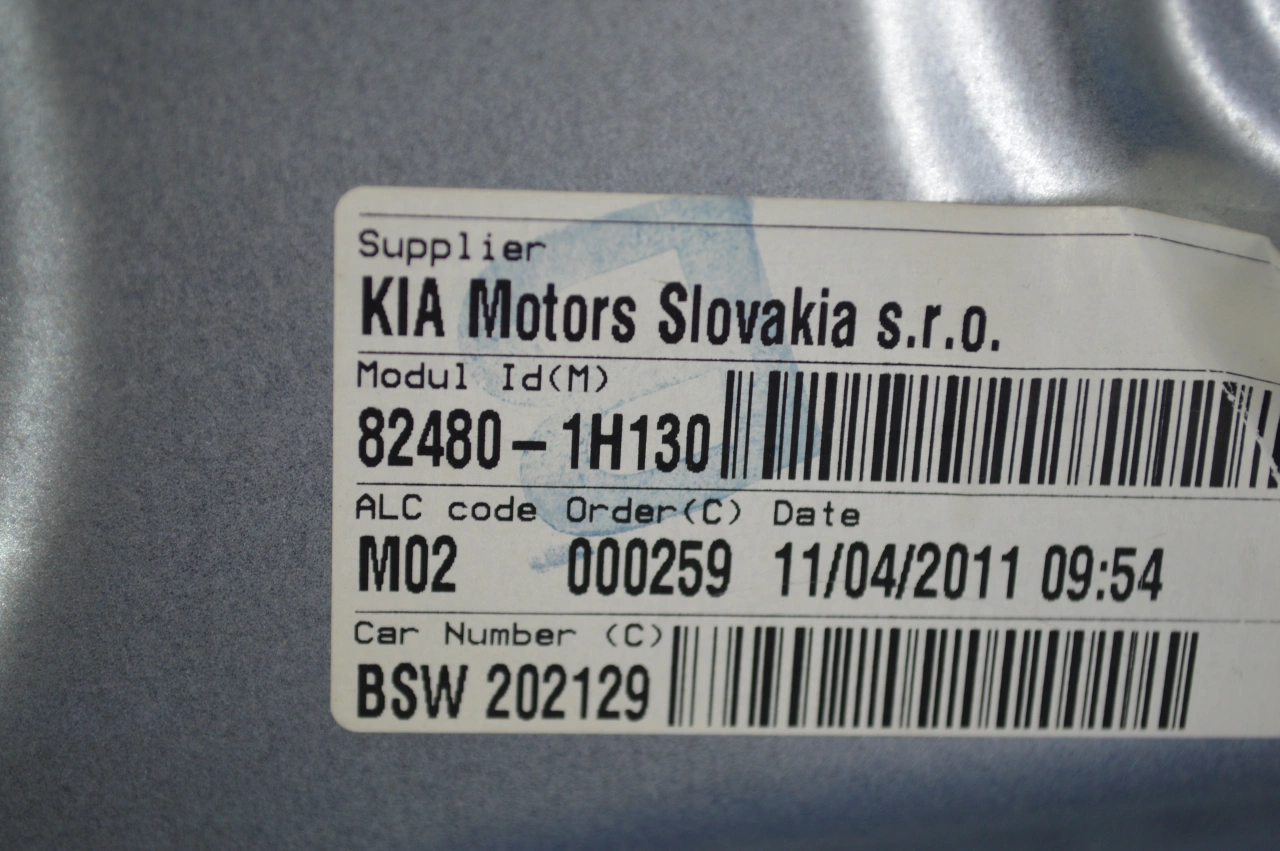 Supplier
KIA Motors Slovakia s.r.o.
Modul Id(M)
82480-1H130
ALC code Order(C) Date
M02 000259 11/04/2011 09:54
Car Number (C)
BSW 202129